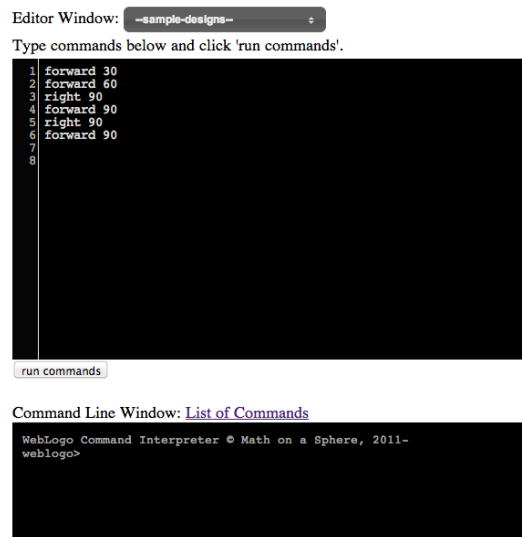 Editor Window: --sample-designs--
Type commands below and click 'run commands'.
1 forward 30
2 forward 60
3 right 90
4 forward 90
5 right 90
6 forward 90
7
8
run commands
Command Line Window: List of Commands
WebLogo Command Interpreter © Math on a Sphere, 2011-
weblogo>